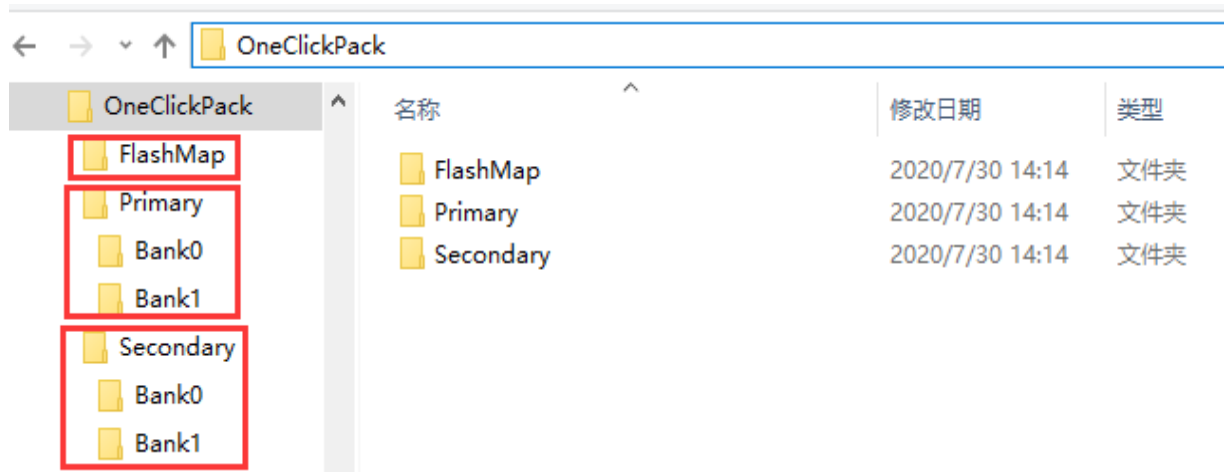 OneClickPack
OneClickPack
FlashMap
Primary
Bank0
Bank1
Secondary
Bank0
Bank1
名称 修改日期 类型
FlashMap 2020/7/30 14:14 文件夹
Primary 2020/7/30 14:14 文件夹
Secondary 2020/7/30 14:14 文件夹